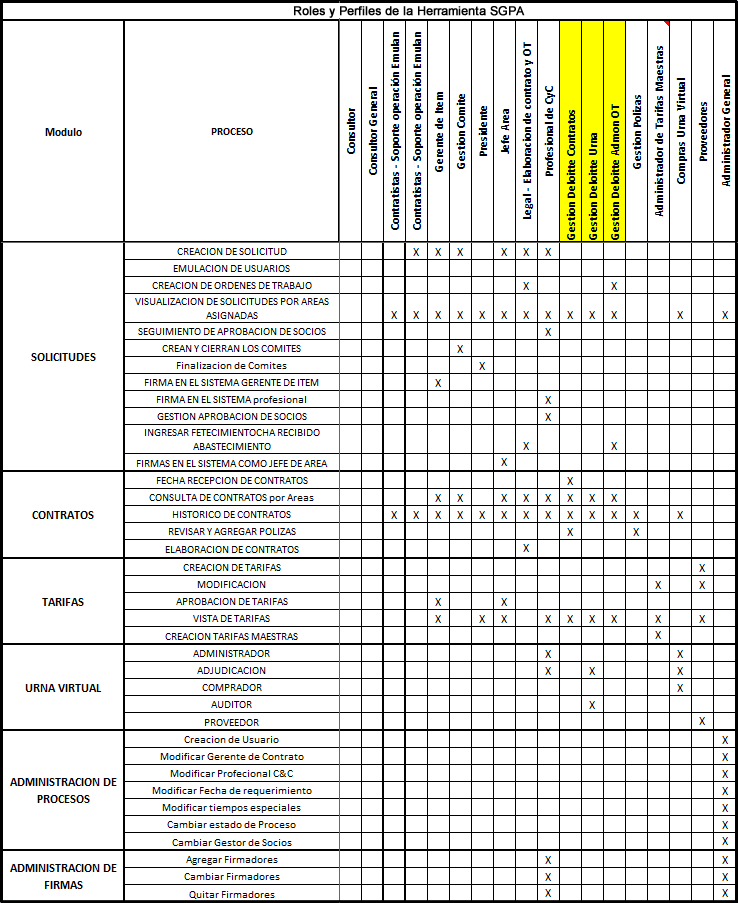 Roles y Perfiles de la Herramienta SGPA
Modulo
PROCESO
Consultor
Consultor General
Contratistas - Soporte operación Emulan
Contratistas - Soporte operación Emulan
Gerente de Item
Gestion Comite
Presidente
Jefe Area
Legal - Elaboracion de contrato y OT
Profesional de CyC
Gestion Deloitte Contratos
Gestion Deloitte Urna
Gestion Deloitte Admon OT
Gestion Polizas
Administrador de Tarifas Maestras
Compras Urna Virtual
Proveedores
Administrador General
SOLICITUDES
CREACION DE SOLICITUD X X X X X X
EMULACION DE USUARIOS
CREACION DE ORDENES DE TRABAJO X X
VISUALIZACION DE SOLICITUDES POR AREAS
ASIGNADAS X X X X X X X X X X X X X
SEGUIMIENTO DE APROBACION DE SOCIOS X
CREAN Y CIERRAN LOS COMITES X
Finalizacion de Comites X
FIRMA EN EL SISTEMA GERENTE DE ITEM X
FIRMA EN EL SISTEMA profesional X
GESTION APROBACION DE SOCIOS X
INGRESAR FETECIMIENTOCHA RECIBIDO
ABASTECIMIENTO X X
FIRMAS EN EL SISTEMA COMO JEFE DE AREA X
CONTRATOS
FECHA RECEPCION DE CONTRATOS X
CONSULTA DE CONTRATOS por Areas X X X X X X X X
HISTORICO DE CONTRATOS X X X X X X X X X X X X X
REVISAR Y AGREGAR POLIZAS X X
ELABORACION DE CONTRATOS X
TARIFAS
CREACION DE TARIFAS X
MODIFICACION X X
APROBACION DE TARIFAS X X
VISTA DE TARIFAS X X X X X X X X X
CREACION TARIFAS MAESTRAS X
URNA VIRTUAL
ADMINISTRADOR X X
ADJUDICACION X X X
COMPRADOR X
AUDITOR X
PROVEEDOR X
ADMINISTRACION DE
PROCESOS
Creacion de Usuario X
Modificar Gerente de Contrato X
Modificar Profecional C&C X
Modificar Fecha de requerimiento X
Modificar tiempos especiales X
Cambiar estado de Proceso X
Cambiar Gestor de Socios X
ADMINISTRACION DE
FIRMAS
Agregar Firmadores X X
Cambiar Firmadores X X
Quitar Firmadores X X